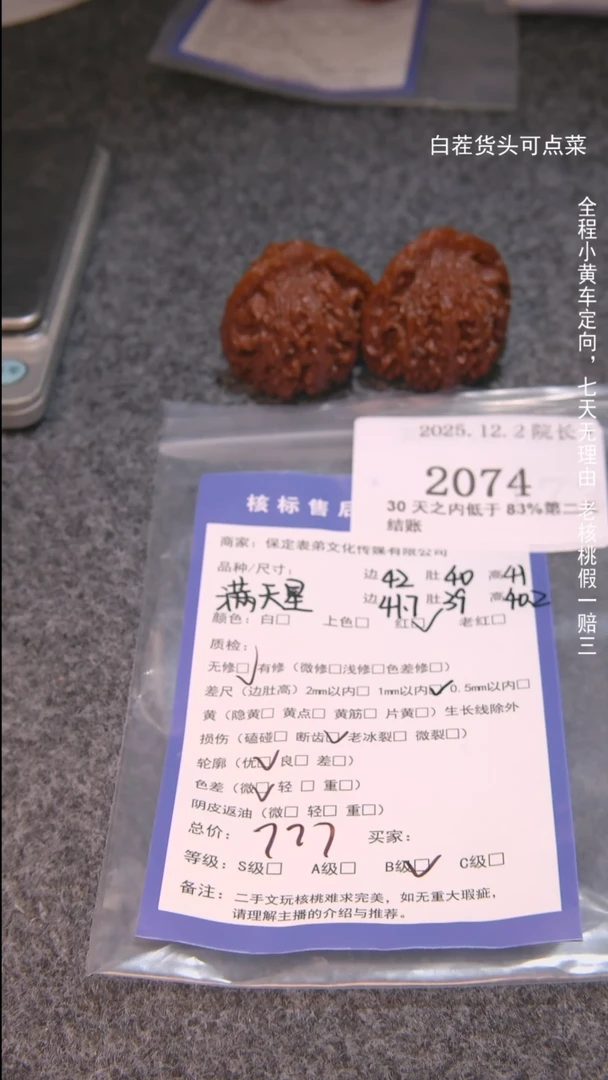 白茬货头可点菜
全程小黄车定向，七天无理由 老核桃假一赔三
2025.12.2 院长
2074
30 天之内低于 83%第二
结账
核标售后
商家：保定表弟文化传媒有限公司
品种/尺寸： 边42 肚40 高41
满天星 边41.7 肚39 高40.2
颜色：白□ 上色□ 红☑ 老红□
质检：
无修☑ 有修（微修□浅修□色差修□）
差尺（边肚高）2mm以内□ 1mm以内☑ 0.5mm以内□
黄（隐黄□ 黄点□ 黄筋□ 片黄□）生长线除外
损伤（磕碰□ 断齿☑ 老冰裂□ 微裂□）
轮廓（优☑ 良□ 差□）
色差（微☑ 轻 □ 重□）
阴皮返油（微□ 轻□ 重□）
总价：777 买家：
等级：S级□ A级□ B级☑ C级□
备注：二手文玩核桃难求完美，如无重大瑕疵，
请理解主播的介绍与推荐。